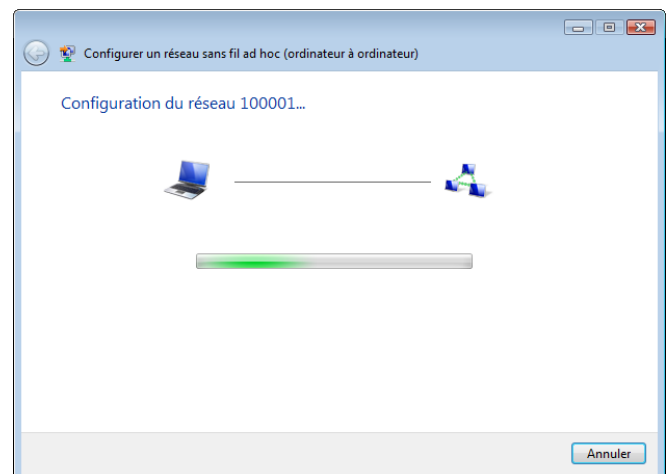 Configurer un réseau sans fil ad hoc (ordinateur à ordinateur)
Configuration du réseau 100001...
Annuler